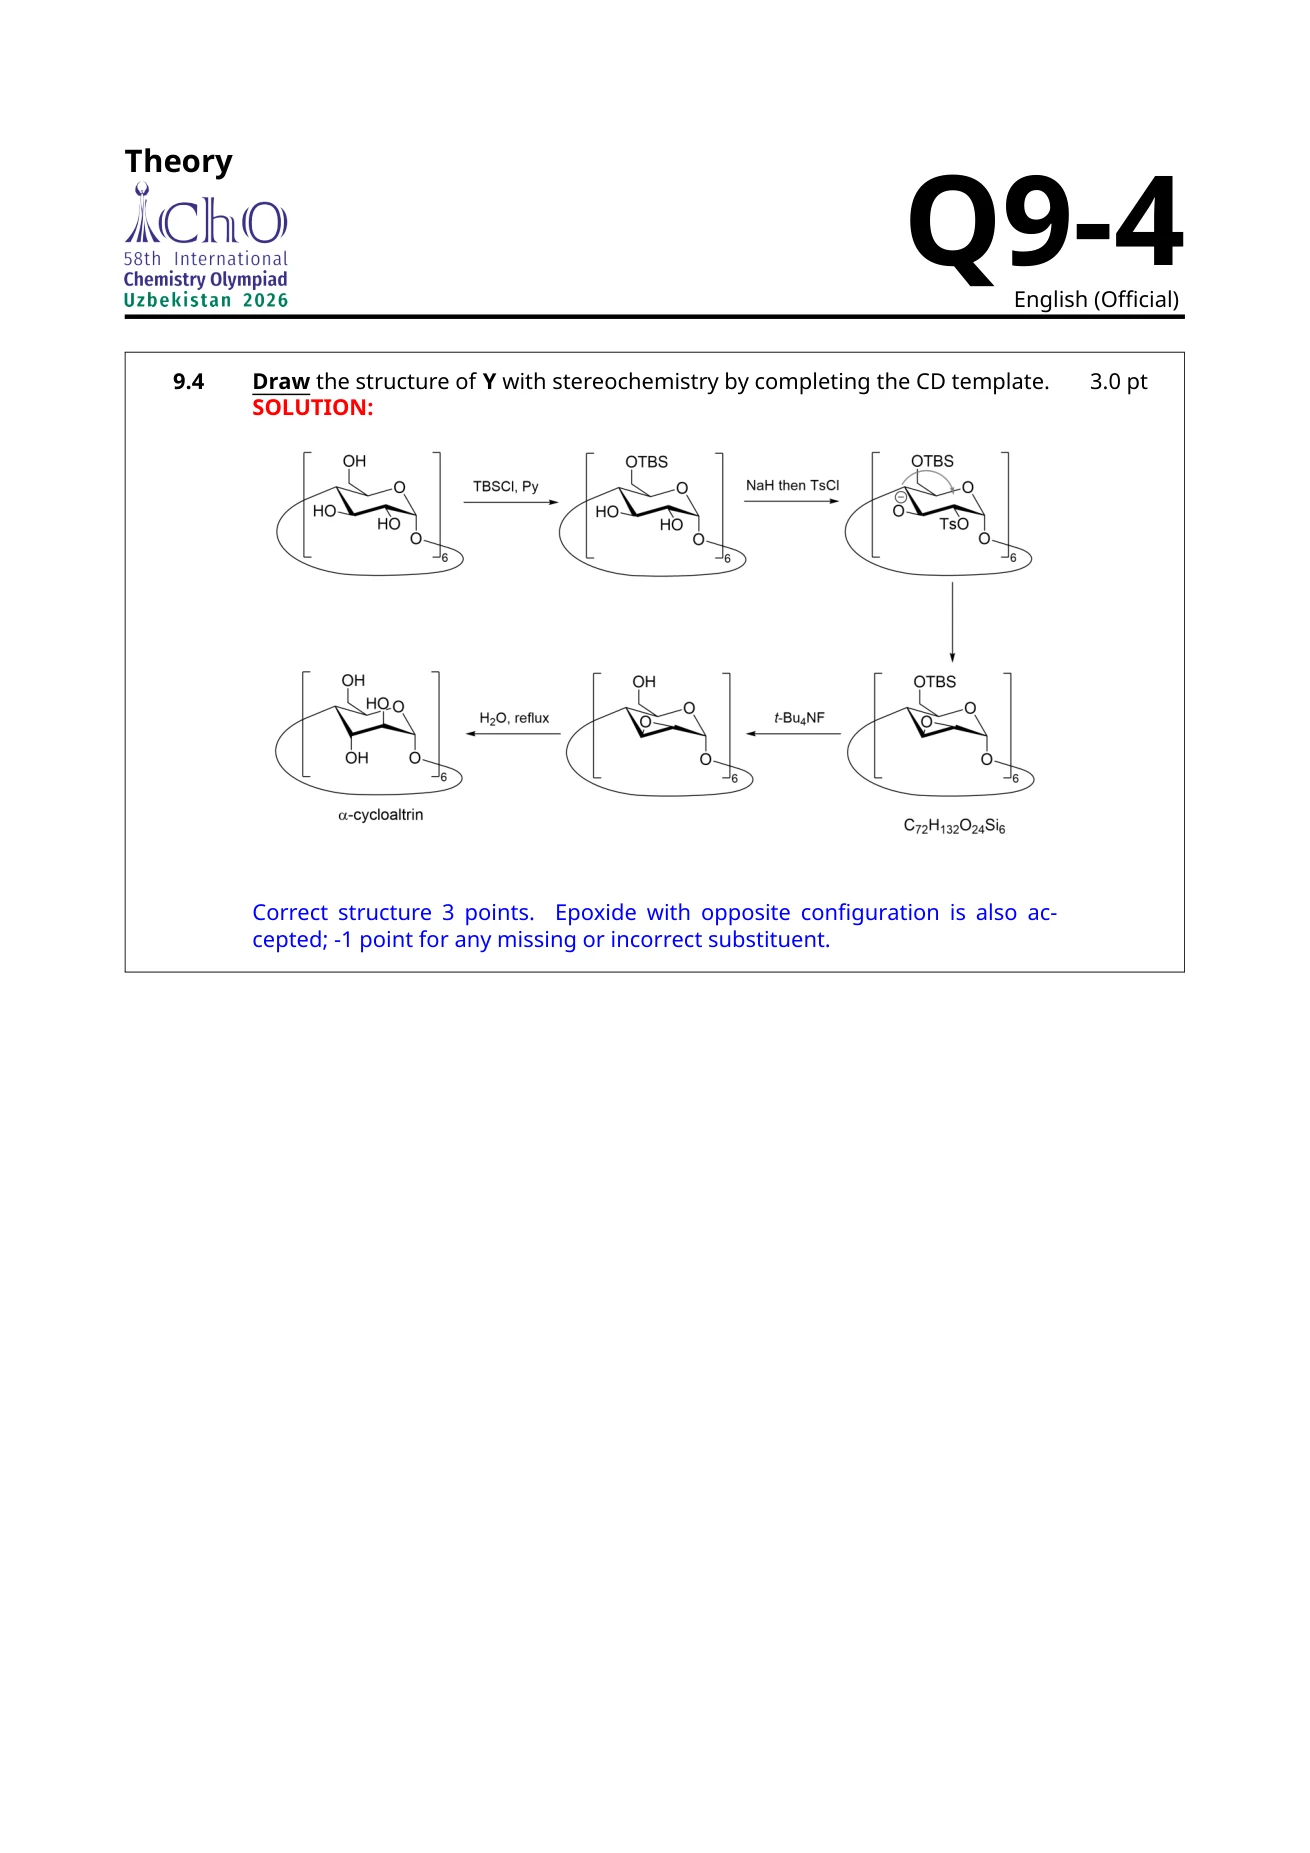 Theory
ichO
58th International
Chemistry Olympiad
Uzbekistan 2026
Q9-4
English (Official)
9.4 Draw the structure of Y with stereochemistry by completing the CD template. 3.0 pt
SOLUTION:
OH
O
HO
HO
O
6
TBSCl, Py
OTBS
O
HO
HO
O
6
NaH then TsCl
OTBS
O
⊖
O
TsO
O
6
OH
HO
O
OH
O
6
α-cycloaltrin
H₂O, reflux
OH
O
O
O
6
t-Bu₄NF
OTBS
O
O
O
6
C₇₂H₁₃₂O₂₄Si₆
Correct structure 3 points. Epoxide with opposite configuration is also ac-
cepted; -1 point for any missing or incorrect substituent.